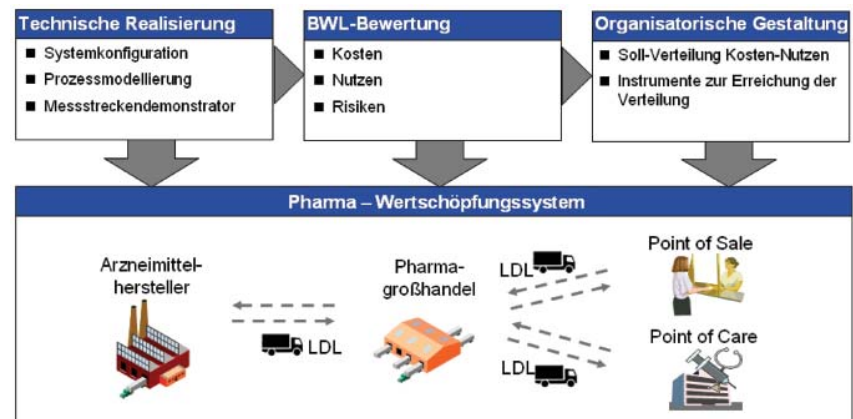 Technische Realisierung
■ Systemkonfiguration
■ Prozessmodellierung
■ Messstreckendemonstrator
BWL-Bewertung
■ Kosten
■ Nutzen
■ Risiken
Organisatorische Gestaltung
■ Soll-Verteilung Kosten-Nutzen
■ Instrumente zur Erreichung der
Verteilung
Pharma – Wertschöpfungssystem
Arzneimittel-
hersteller
LDL
Pharma-
großhandel
LDL
Point of Sale
LDL
Point of Care